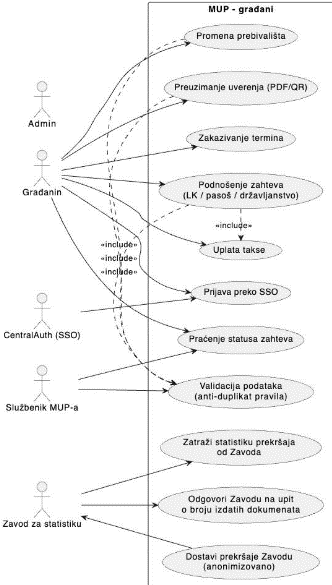 MUP - građani
Promena prebivališta
Preuzimanje uverenja (PDF/QR)
Admin
Zakazivanje termina
Građanin
Podnošenje zahteva
(LK / pasoš / državljanstvo)
«include»
«include»
«include»
«include»
Uplata takse
Prijava preko SSO
CentralAuth (SSO)
Praćenje statusa zahteva
Službenik MUP-a
Validacija podataka
(anti-duplikat pravila)
Zatraži statistiku prekršaja
od Zavoda
Zavod za statistiku
Odgovori Zavodu na upit
o broju izdatih dokumenata
Dostavi prekršaje Zavodu
(anonimizovano)